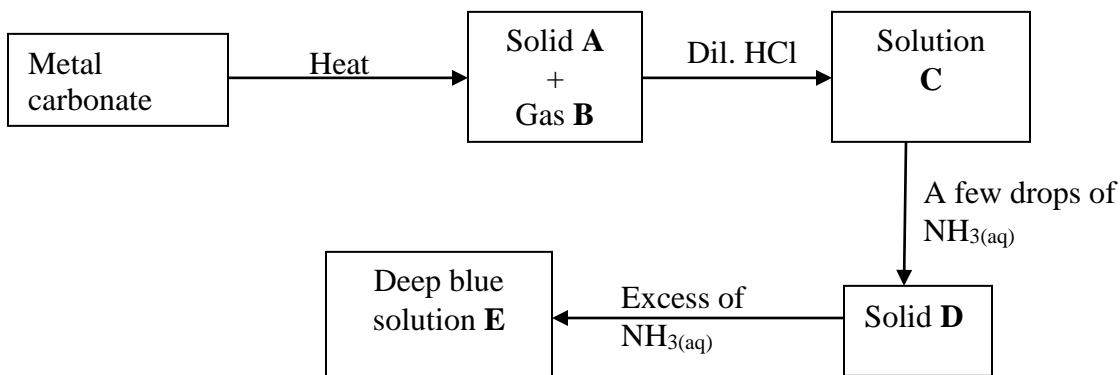 Metal
carbonate
Heat
Solid A
+
Gas B
Dil. HCl
Solution
C
A few drops of
NH3(aq)
Solid D
Excess of
NH3(aq)
Deep blue
solution E